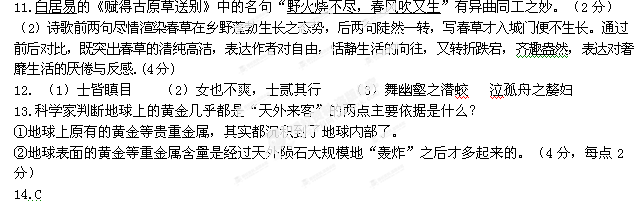 11.白居易的《赋得古原草送别》中的名句“野火烧不尽，春风吹又生”有异曲同工之妙。（2 分）
（2）诗歌前两句尽情渲染春草在乡野蓬勃生长之态势，后两句陡然一转，写春草才入城门便不生长。通过
前后对比，既突出春草的清纯高洁，表达作者对自由，恬静生活的向往，又转折跌宕，齐趣盎然，表达对奢
靡生活的厌倦与反感.(4 分)
12. （1）士皆瞋目 （2）女也不爽，士贰其行 （3）舞幽壑之潜蛟 泣孤舟之嫠妇
13.科学家判断地球上的黄金几乎都是“天外来客”的两点主要依据是什么？
①地球上原有的黄金等贵重金属，其实都沉积到了地球内部了。
②地球表面的黄金等重金属含量是经过天外陨石大规模地“轰炸”之后才多起来的。（4 分，每点 2
分）
14.C